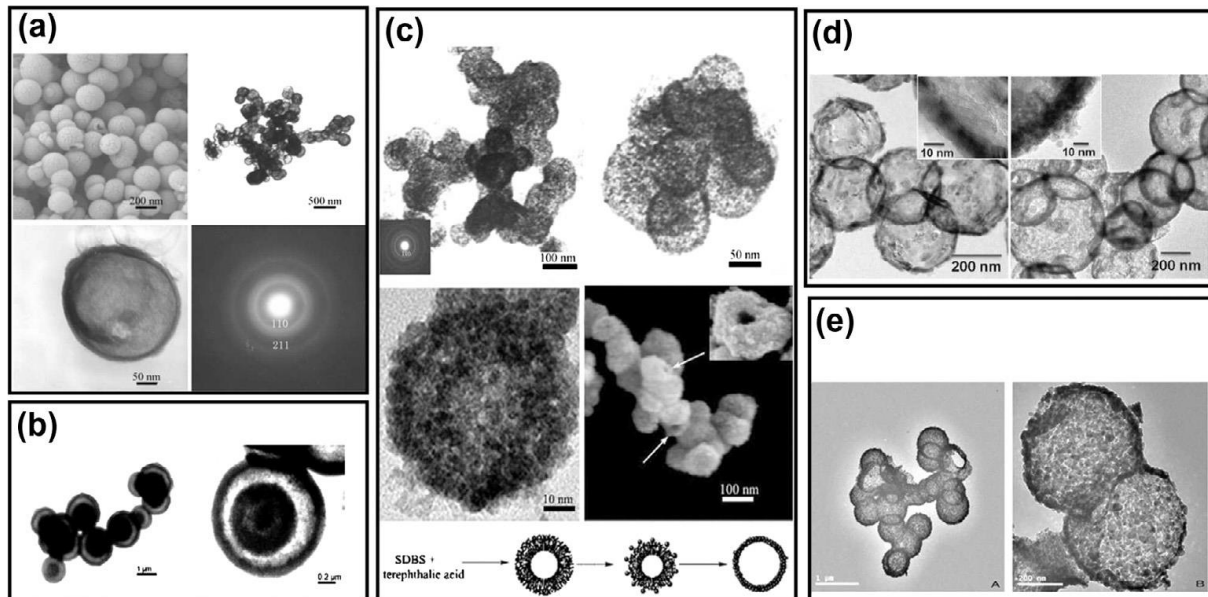 (a)
200 nm
500 nm
50 nm
110
211
(b)
1 µm
0.2 µm
(c)
100 nm
50 nm
10 nm
100 nm
SDBS +
terephthalic acid
(d)
10 nm
10 nm
200 nm
200 nm
(e)
1 µm
A
200 nm
B